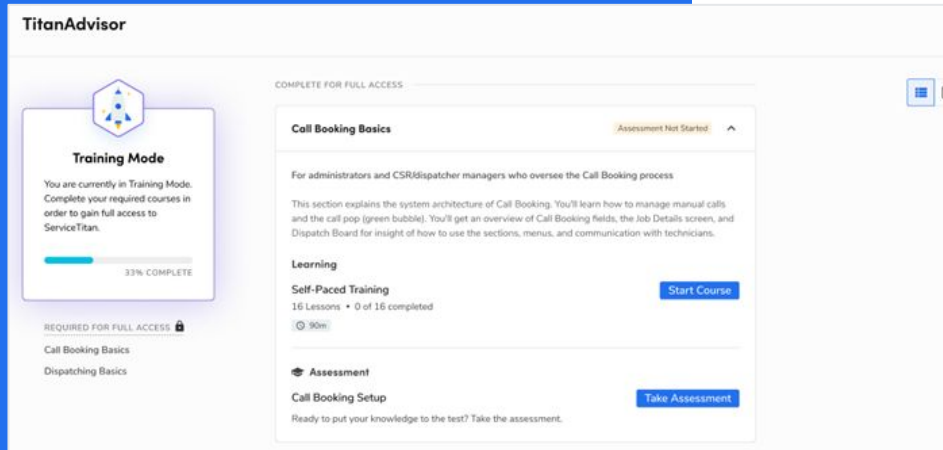 TitanAdvisor
Training Mode
You are currently in Training Mode.
Complete your required courses in
order to gain full access to
ServiceTitan.
33% COMPLETE
REQUIRED FOR FULL ACCESS
Call Booking Basics
Dispatching Basics
COMPLETE FOR FULL ACCESS
Call Booking Basics
Assessment Not Started
For administrators and CSR/dispatcher managers who oversee the Call Booking process
This section explains the system architecture of Call Booking. You'll learn how to manage manual calls
and the call pop (green bubble). You'll get an overview of Call Booking fields, the Job Details screen, and
Dispatch Board for insight of how to use the sections, menus, and communication with technicians.
Learning
Self-Paced Training
Start Course
16 Lessons • 0 of 16 completed
90m
Assessment
Call Booking Setup
Take Assessment
Ready to put your knowledge to the test? Take the assessment.